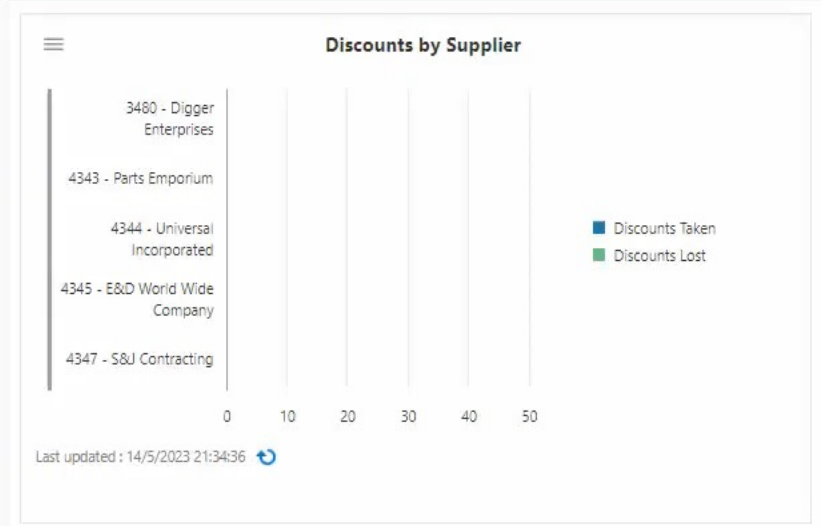 Discounts by Supplier
3480 - Digger
Enterprises
4343 - Parts Emporium
4344 - Universal
Incorporated
4345 - E&D World Wide
Company
4347 - S&J Contracting
0 10 20 30 40 50
Discounts Taken
Discounts Lost
Last updated : 14/5/2023 21:34:36